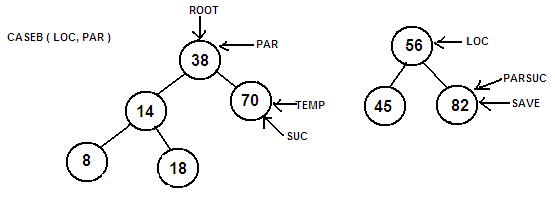 ROOT
CASEB ( LOC, PAR )
PAR
38
14
70
TEMP
SUC
8
18
56
LOC
PARSUC
45
82
SAVE